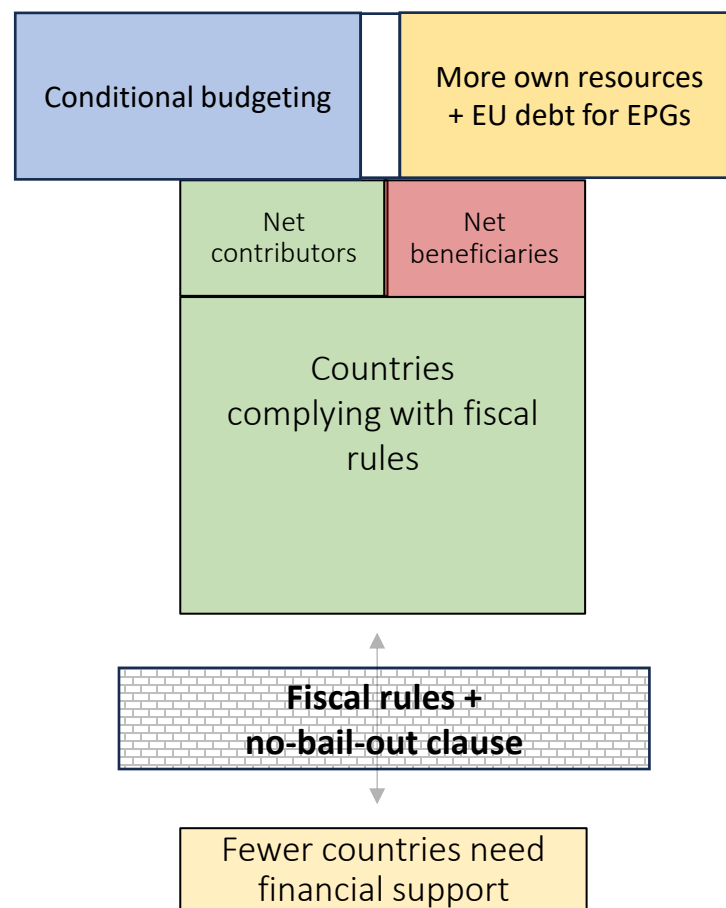 Conditional budgeting
More own resources
+ EU debt for EPGs
Net
contributors
Net
beneficiaries
Countries
complying with fiscal
rules
Fiscal rules +
no-bail-out clause
Fewer countries need
financial support